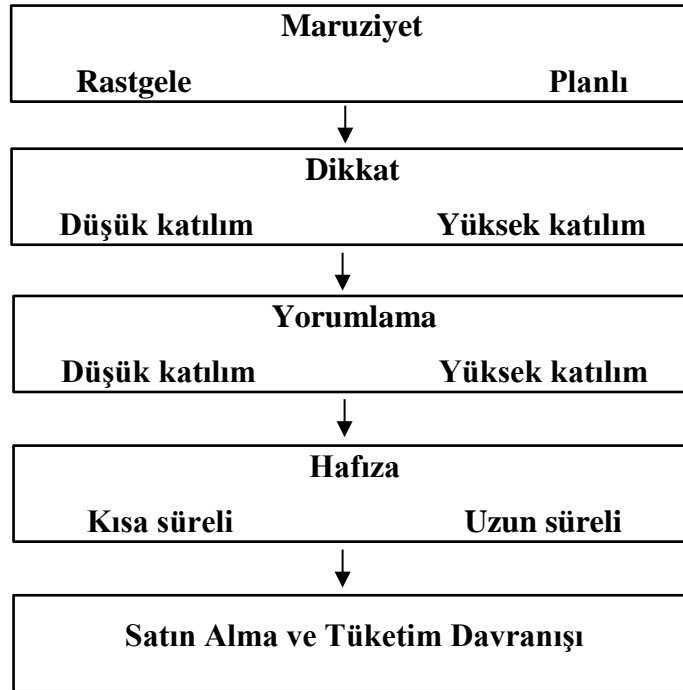 Maruziyet
Rastgele Planlı
Dikkat
Düşük katılım Yüksek katılım
Yorumlama
Düşük katılım Yüksek katılım
Hafıza
Kısa süreli Uzun süreli
Satın Alma ve Tüketim Davranışı